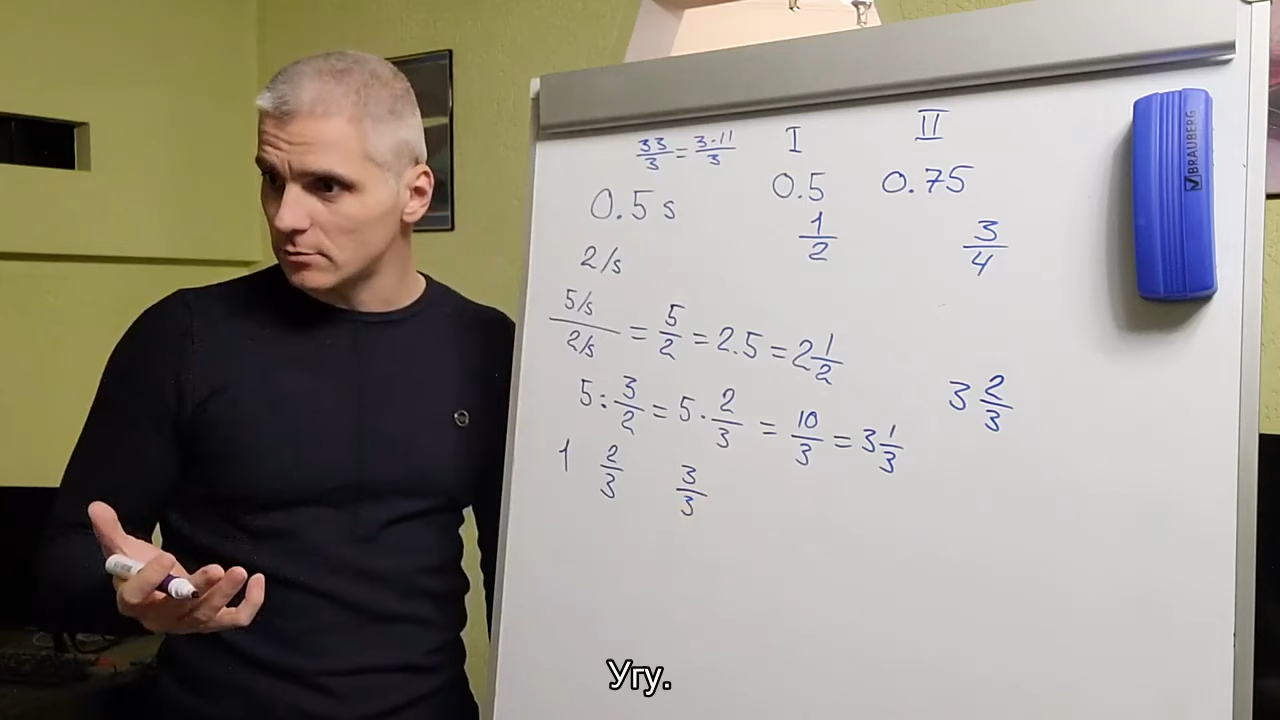 33/3 = 3·11/3
I
II
0.5 s
0.5
0.75
1/2
3/4
2/s
5/s / 2/s = 5/2 = 2.5 = 2 1/2
5 : 3/2 = 5 · 2/3 = 10/3 = 3 1/3
3 2/3
1 2/3 3/3
BRAUBERG
Угу.